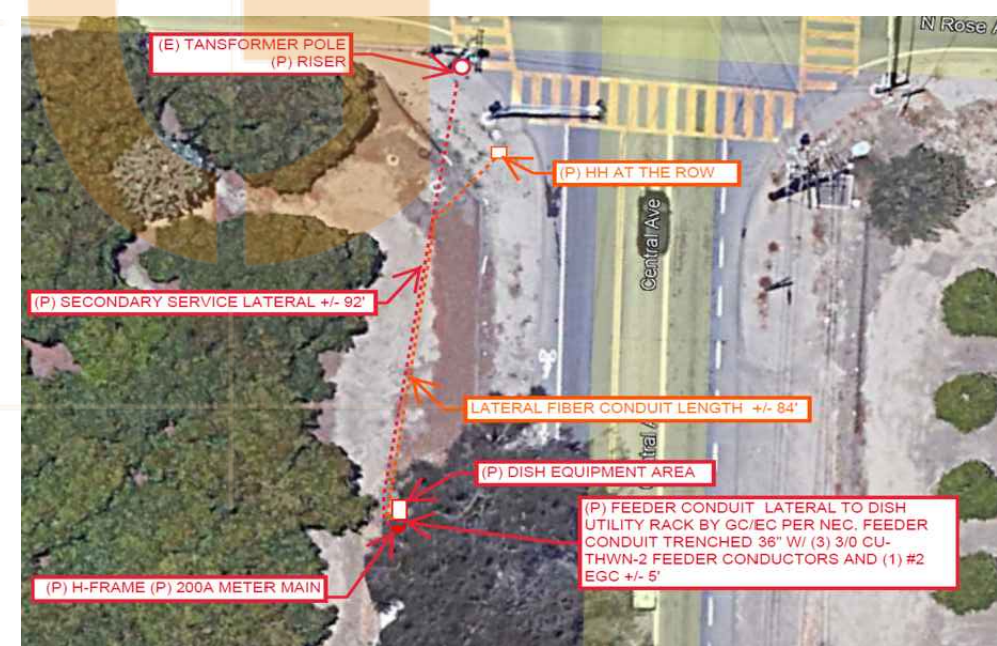 N Rose A
(E) TANSFORMER POLE
(P) RISER
(P) HH AT THE ROW
Central Ave
(P) SECONDARY SERVICE LATERAL +/- 92'
LATERAL FIBER CONDUIT LENGTH +/- 84'
ntral A
(P) DISH EQUIPMENT AREA
(P) FEEDER CONDUIT LATERAL TO DISH
UTILITY RACK BY GC/EC PER NEC. FEEDER
CONDUIT TRENCHED 36" W/ (3) 3/0 CU-
THWN-2 FEEDER CONDUCTORS AND (1) #2
EGC +/- 5'
(P) H-FRAME (P) 200A METER MAIN